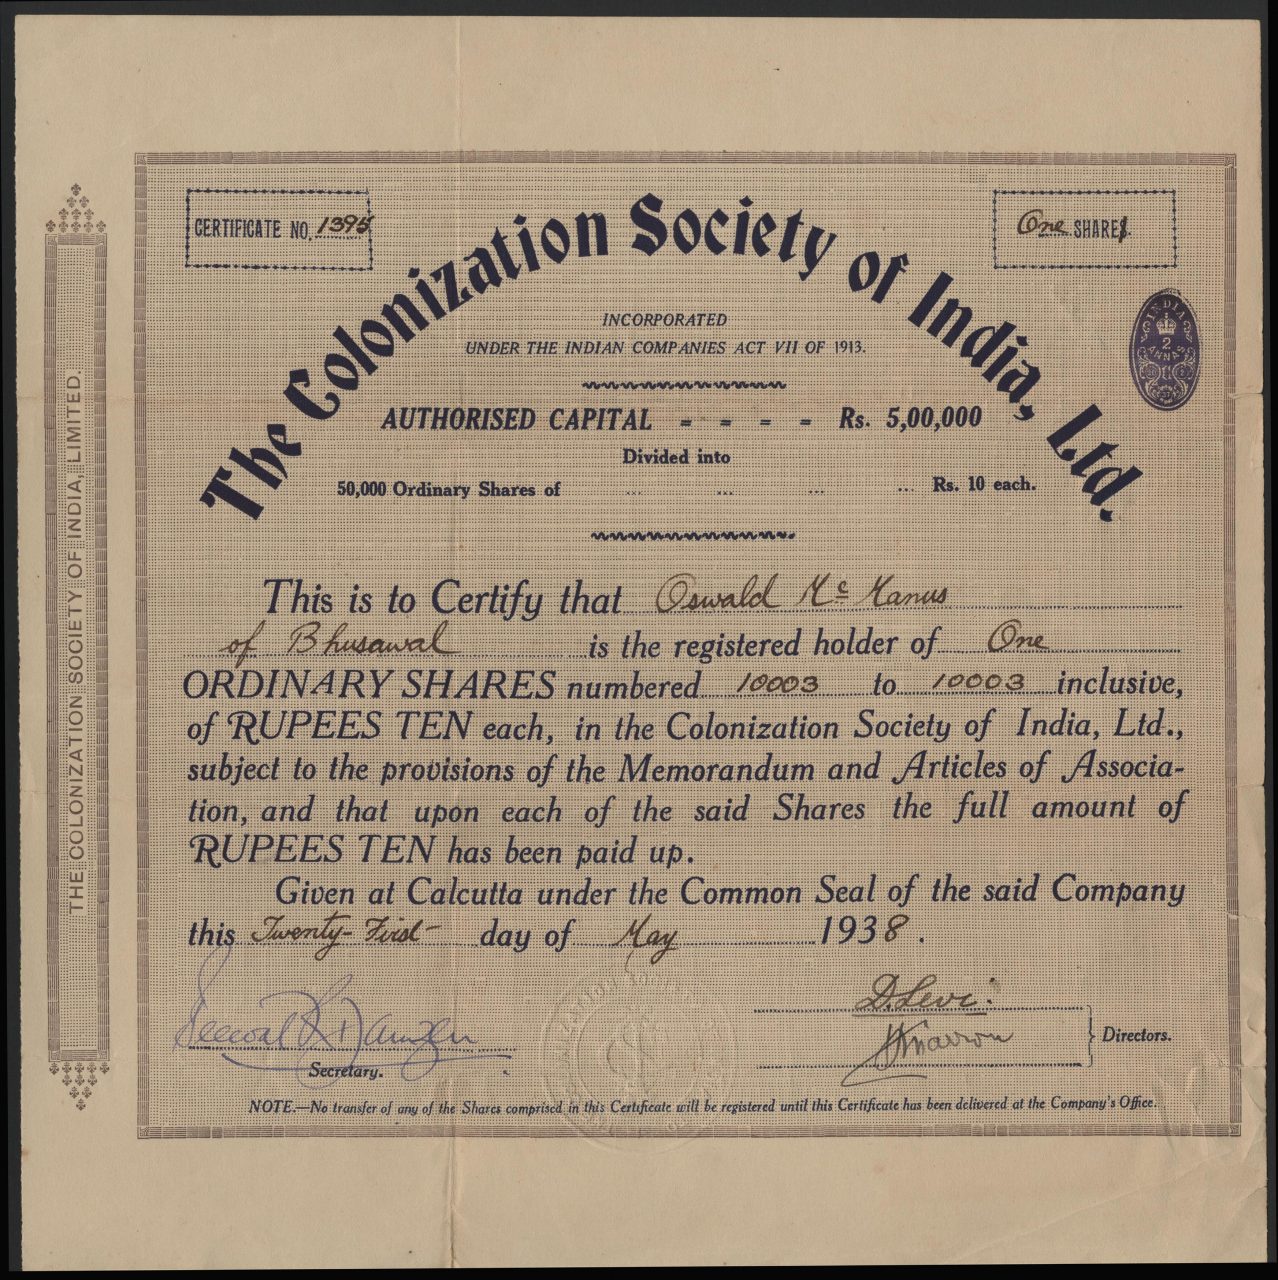 THE COLONIZATION SOCIETY OF INDIA, LIMITED.
CERTIFICATE NO. 1395
One SHARE
The Colonization Society of India, Ltd.
INDIA
2
ANNAS
INCORPORATED
UNDER THE INDIAN COMPANIES ACT VII OF 1913.
AUTHORISED CAPITAL = = = = Rs. 5,00,000
Divided into
50,000 Ordinary Shares of ... ... ... ... Rs. 10 each.
This is to Certify that Oswald Mc Manus
of Bhusawal is the registered holder of One
ORDINARY SHARES numbered 10003 to 10003 inclusive,
of RUPEES TEN each, in the Colonization Society of India, Ltd.,
subject to the provisions of the Memorandum and Articles of Associa-
tion, and that upon each of the said Shares the full amount of
RUPEES TEN has been paid up.
Given at Calcutta under the Common Seal of the said Company
this Twenty-First day of May 1938.
D. Levi
Directors.
Secretary.
NOTE.—No transfer of any of the Shares comprised in this Certificate will be registered until this Certificate has been delivered at the Company's Office.